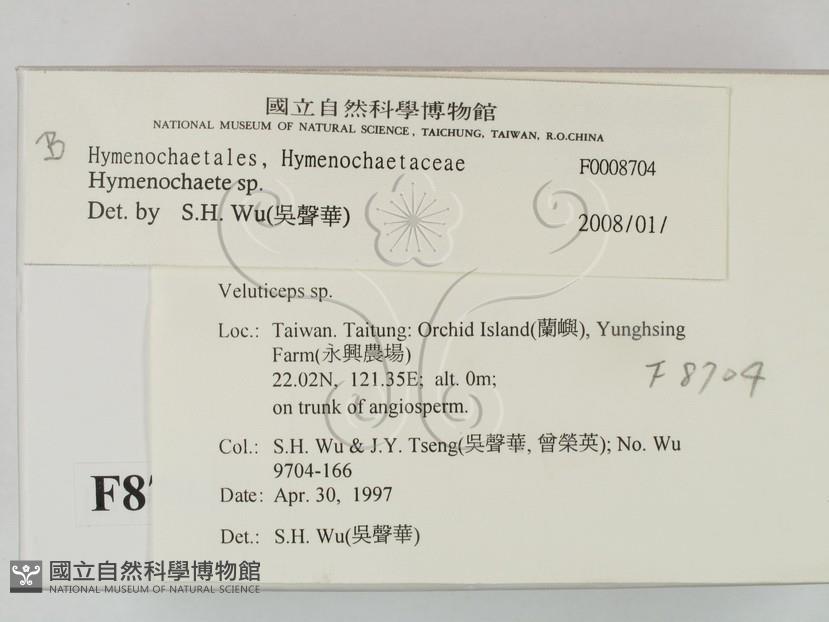 國立自然科學博物館
NATIONAL MUSEUM OF NATURAL SCIENCE, TAICHUNG, TAIWAN, R.O.CHINA
B
Hymenochaetales, Hymenochaetaceae F0008704
Hymenochaete sp.
Det. by S.H. Wu(吳聲華) 2008/01/
Veluticeps sp.
Loc.: Taiwan. Taitung: Orchid Island(蘭嶼), Yunghsing
Farm(永興農場)
22.02N, 121.35E; alt. 0m;
F8704
on trunk of angiosperm.
Col.: S.H. Wu & J.Y. Tseng(吳聲華, 曾榮英); No. Wu
9704-166
Date: Apr. 30, 1997
Det.: S.H. Wu(吳聲華)
國立自然科學博物館
NATIONAL MUSEUM OF NATURAL SCIENCE